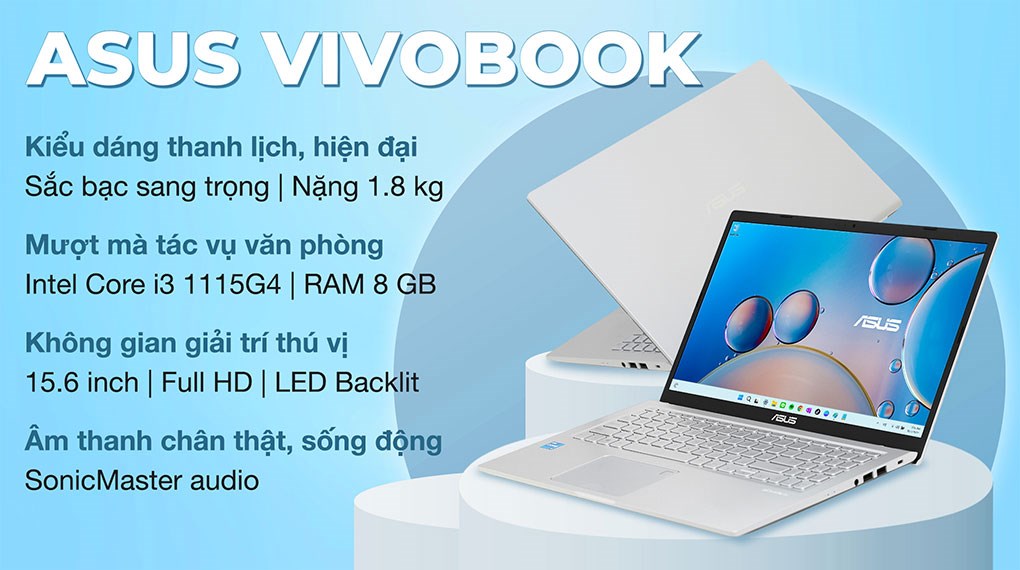 ASUS VIVOBOOK
Kiểu dáng thanh lịch, hiện đại
Sắc bạc sang trọng | Nặng 1.8 kg
Mượt mà tác vụ văn phòng
Intel Core i3 1115G4 | RAM 8 GB
Không gian giải trí thú vị
15.6 inch | Full HD | LED Backlit
Âm thanh chân thật, sống động
SonicMaster audio
ASUS
ASUS
ASUS